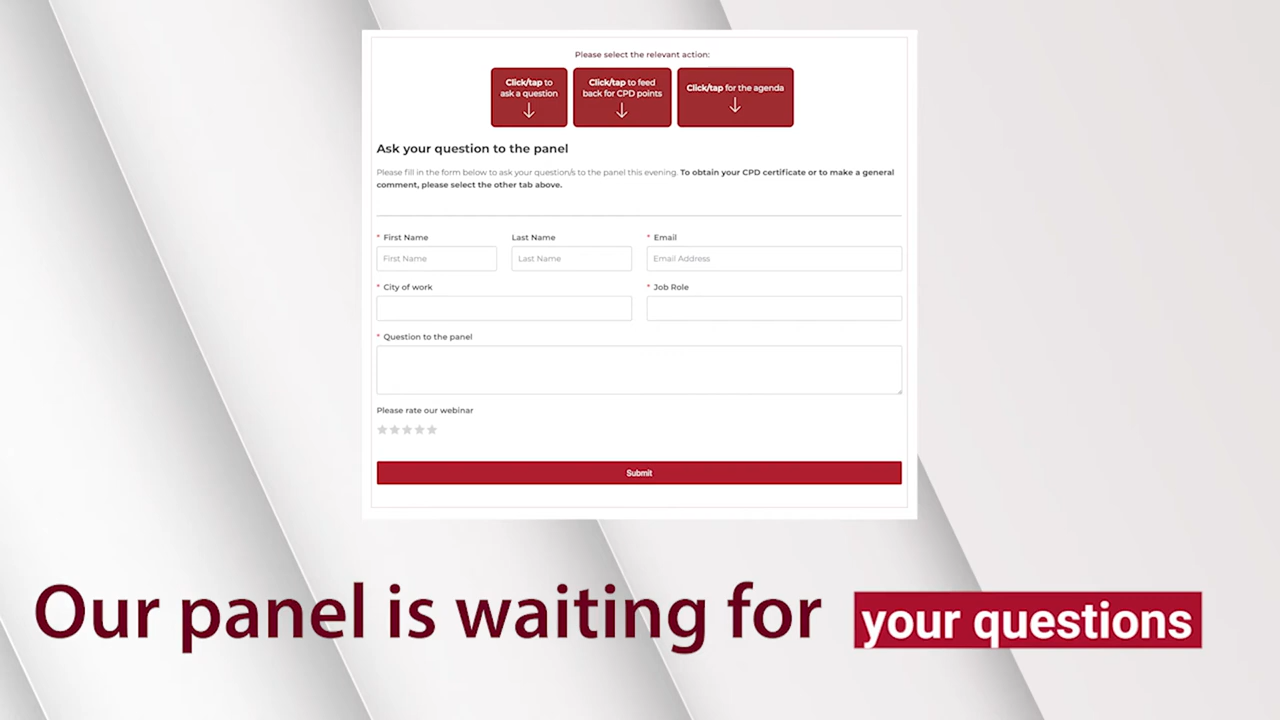 Please select the relevant action:
Click/tap to
ask a question
Click/tap to feed
back for CPD points
Click/tap for the agenda
Ask your question to the panel
Please fill in the form below to ask your question/s to the panel this evening. To obtain your CPD certificate or to make a general
comment, please select the other tab above.
* First Name
Last Name
* Email
First Name
Last Name
Email Address
* City of work
* Job Role
* Question to the panel
Please rate our webinar
Submit
Our panel is waiting for your questions